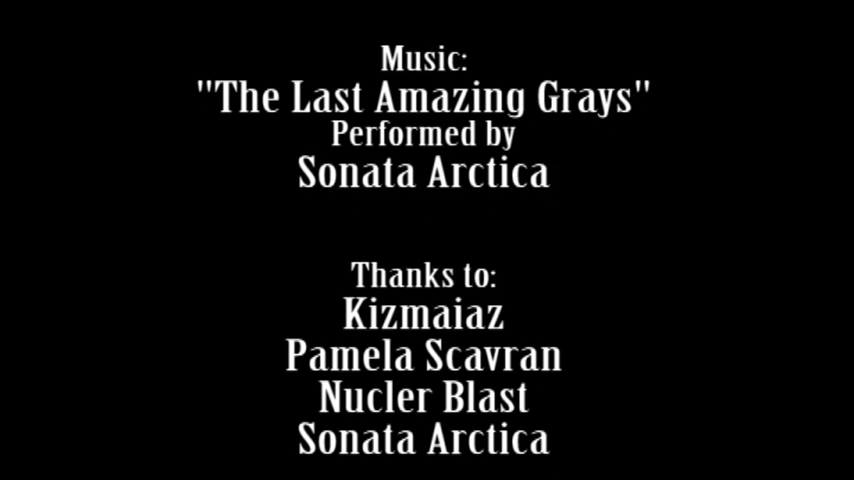 Music:
"The Last Amazing Grays"
Performed by
Sonata Arctica
Thanks to:
Kizmaiaz
Pamela Scavran
Nucler Blast
Sonata Arctica